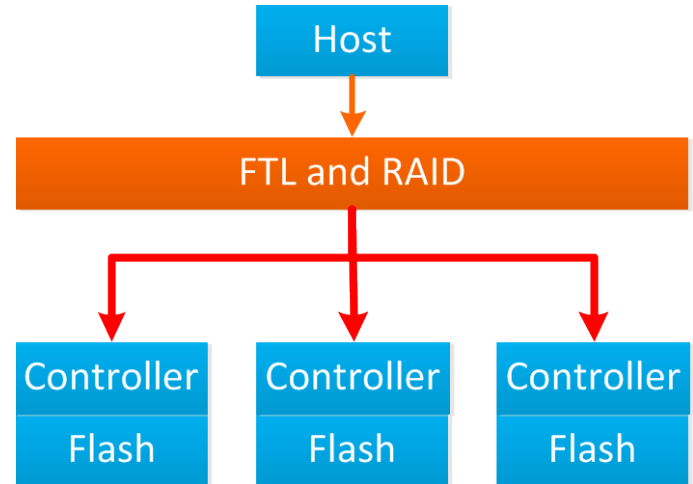 Host
FTL and RAID
Controller
Controller
Controller
Flash
Flash
Flash